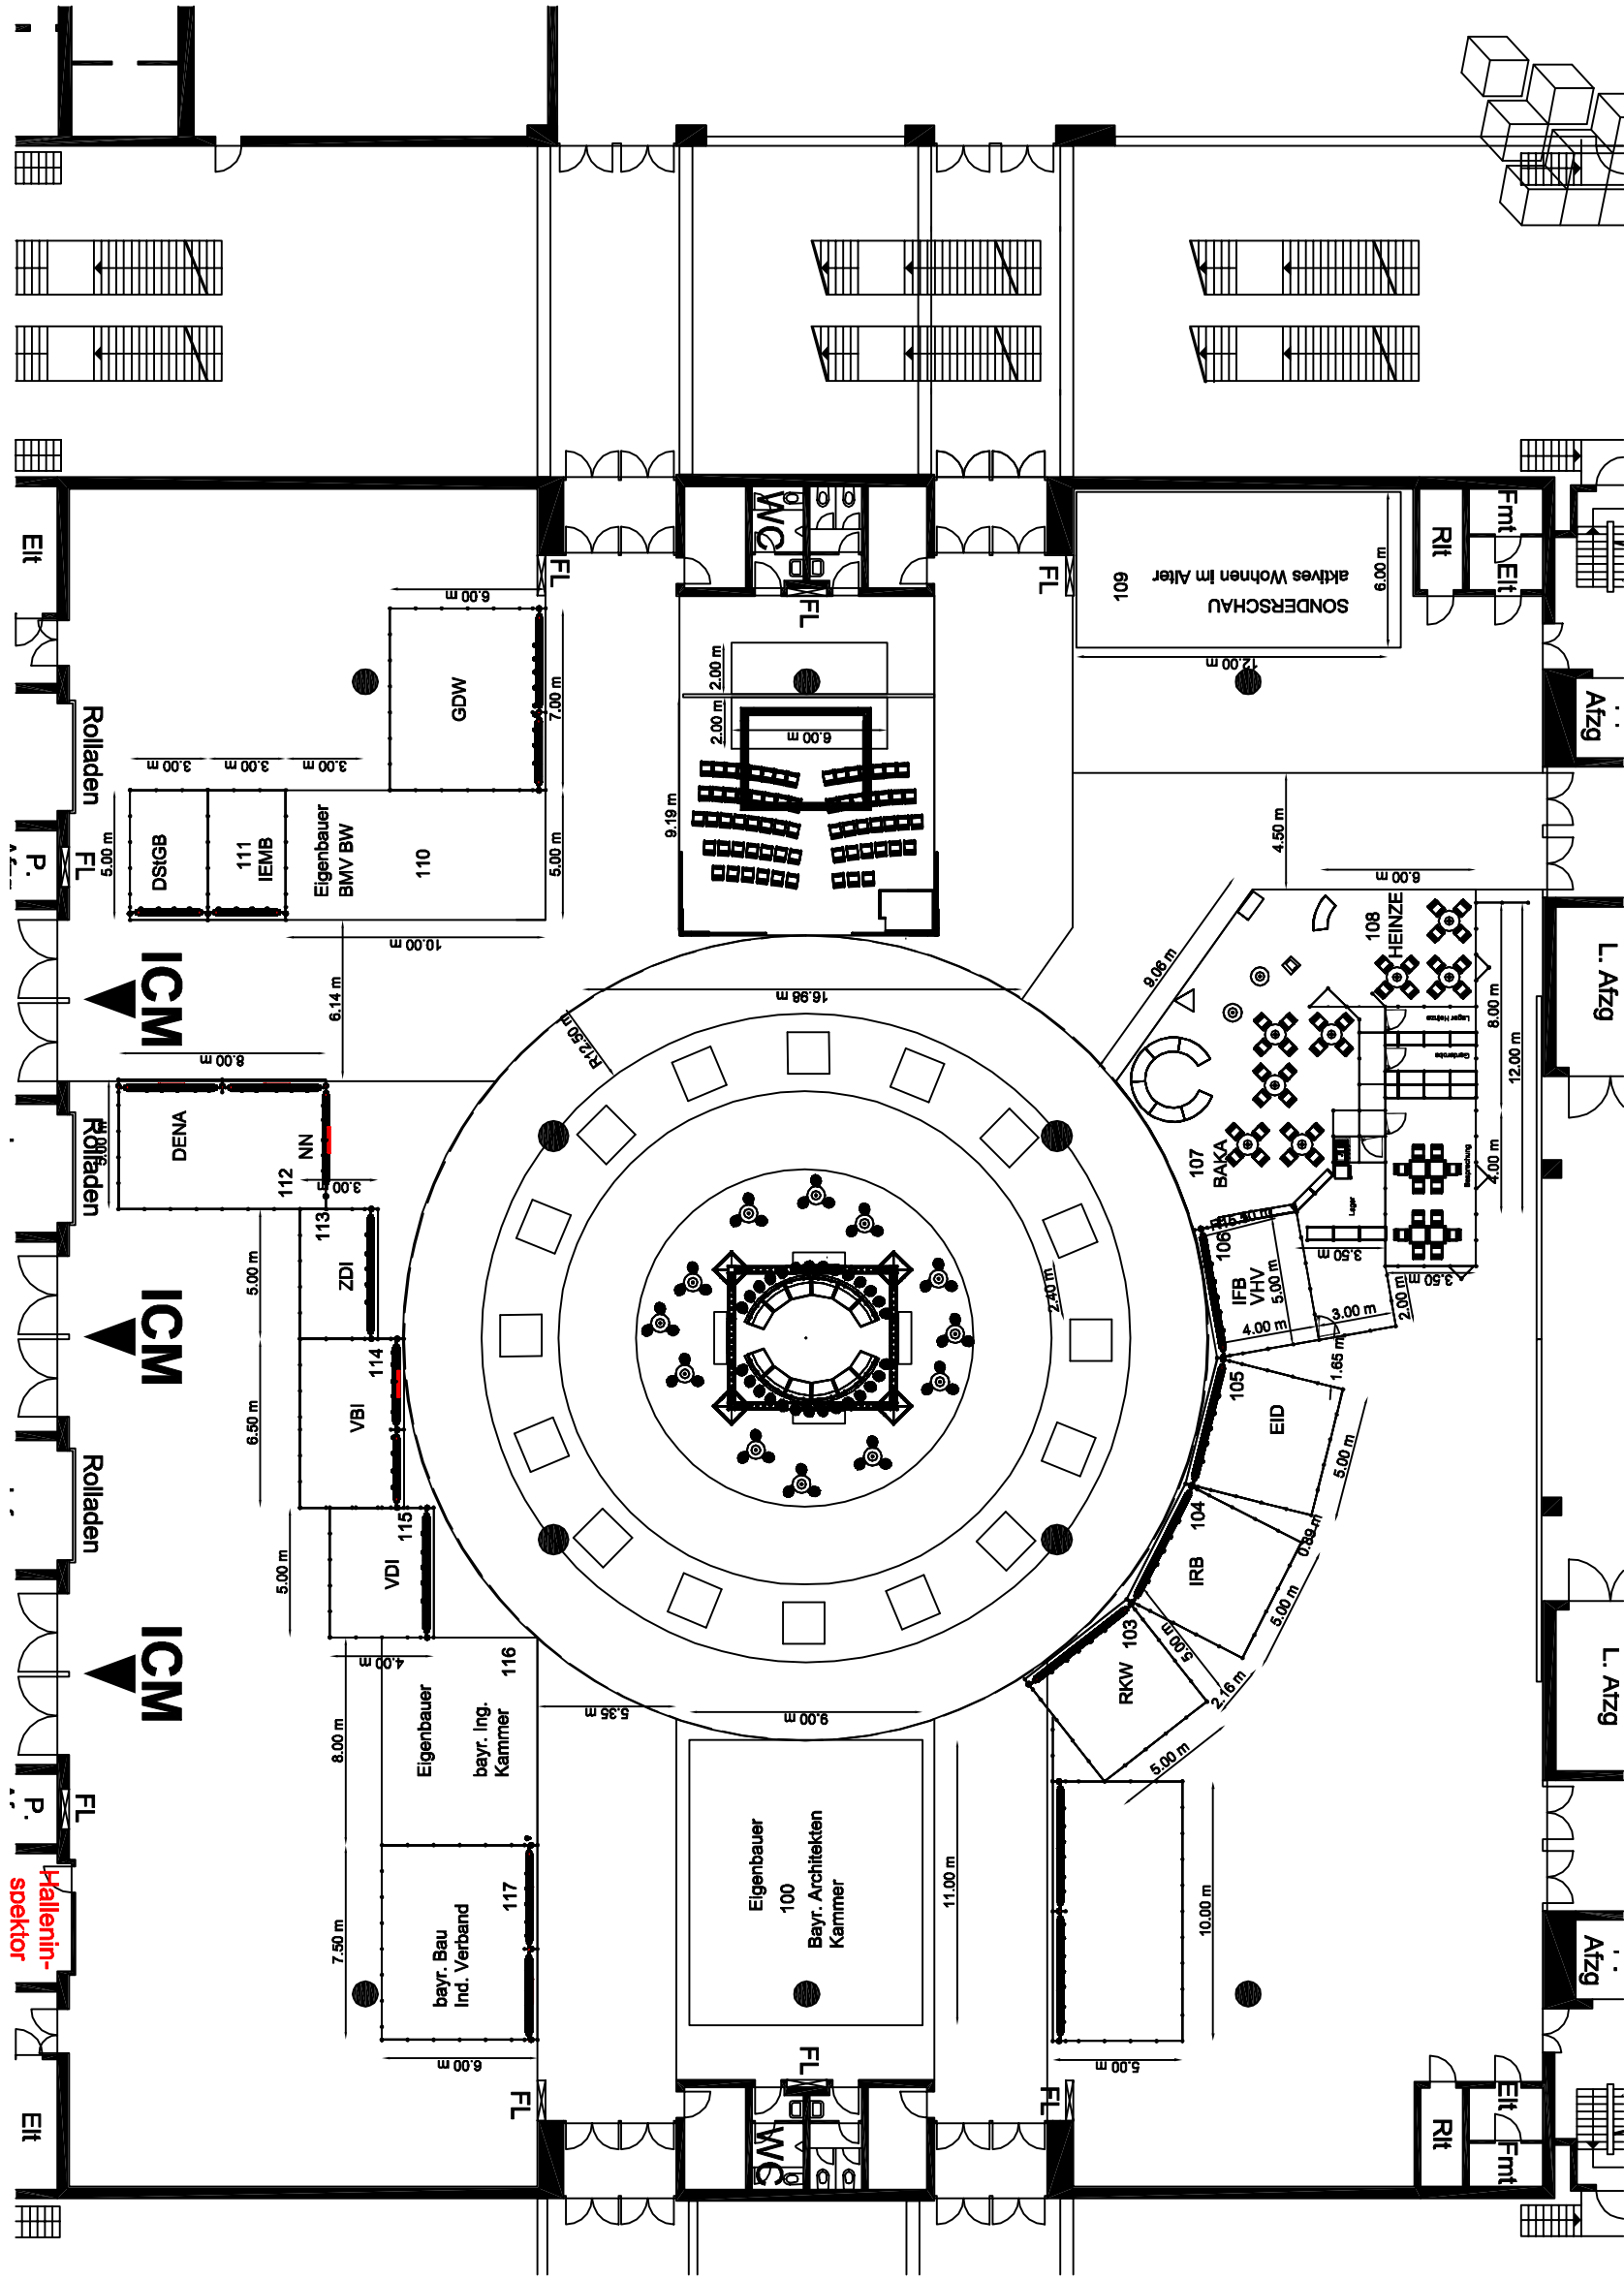 Elt
WC
Rlt
Fmt
Elt
FL
FL
FL
109
SONDERSCHAU
aktives Wohnen im Alter
6.00 m
12.00 m
Afzg
Rolladen
6.00 m
GDW
7.00 m
2.00 m
2.00 m
6.00 m
9.19 m
3.00 m
3.00 m
3.00 m
5.00 m
DStGB
111
IEMB
Eigenbauer
BMV BW
110
5.00 m
10.00 m
P.
FL
4.50 m
6.00 m
108
HEINZE
9.06 m
8.00 m
12.00 m
L. Afzg
Lager Heinze
Garderobe
ICM
6.14 m
16.98 m
R12.50 m
8.00 m
DENA
NN
112
3.00
5.00 m
Rolladen
113
ZDI
5.00 m
107
BAKA
4.00 m
Besprechung
Lager
3.50 m
3.50 m
106
IFB
VHV
5.00 m
4.00 m
3.00 m
2.00 m
2.40 m
ICM
114
VBI
6.50 m
1.65 m
105
EID
5.00 m
Rolladen
115
VDI
5.00 m
4.00 m
104
IRB
0.89 m
5.00 m
103
RKW
5.00 m
2.16 m
5.00 m
ICM
116
Eigenbauer
bayr. Ing.
Kammer
8.00 m
5.35 m
9.00 m
L. Afzg
P.
FL
Hallenin-
spektor
117
bayr. Bau
Ind. Verband
7.50 m
6.00 m
Eigenbauer
100
Bayr. Architekten
Kammer
11.00 m
10.00 m
5.00 m
Afzg
FL
FL
FL
WC
Elt
Rlt
Elt
Fmt